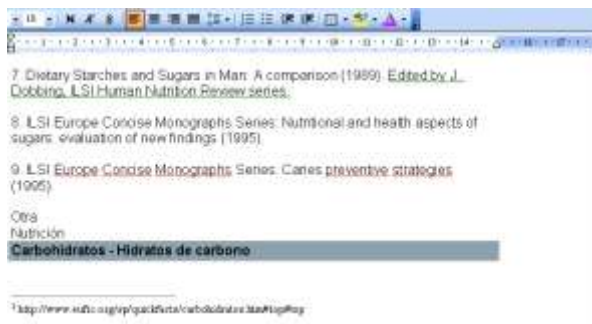 7. Dietary Starches and Sugars in Man: A comparison (1989). Edited by J.
Dobbing, ILSI Human Nutrition Review series.
8. ILSI Europe Concise Monographs Series: Nutritional and health aspects of
sugars: evaluation of new findings (1995)
9. ILSI Europe Concise Monographs Series: Caries preventive strategies
(1995).
Otra
Nutrición
Carbohidratos - Hidratos de carbono